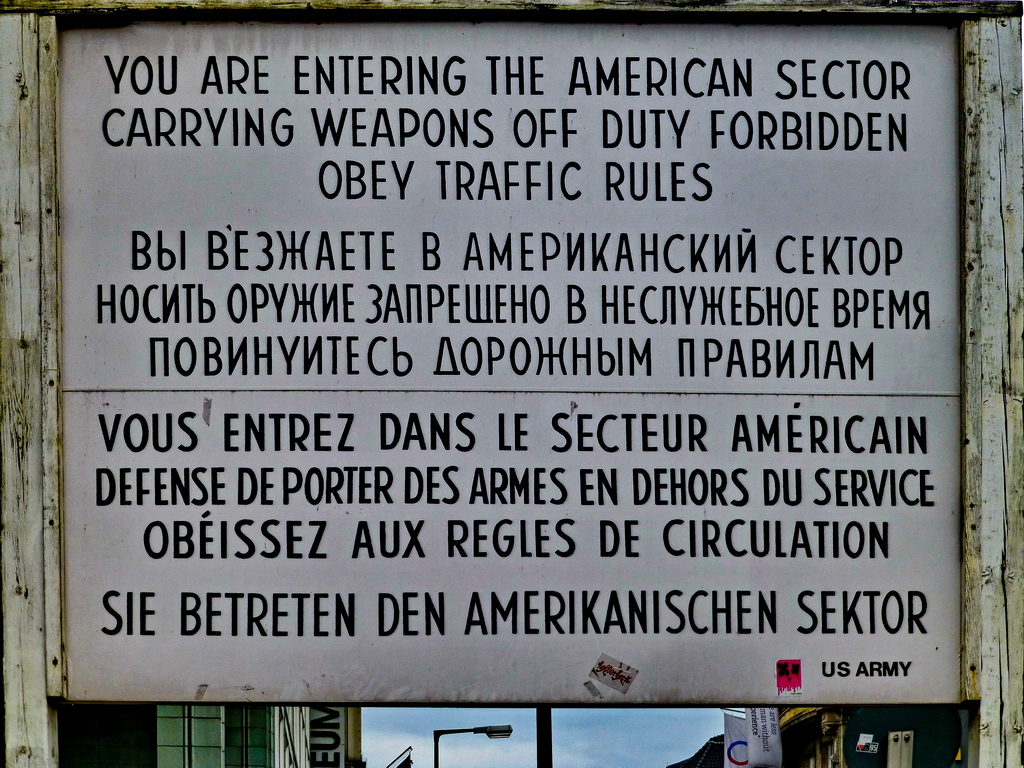 YOU ARE ENTERING THE AMERICAN SECTOR
CARRYING WEAPONS OFF DUTY FORBIDDEN
OBEY TRAFFIC RULES
ВЫ ВЪЕЗЖАЕТЕ В АМЕРИКАНСКИЙ СЕКТОР
НОСИТЬ ОРУЖИЕ ЗАПРЕЩЕНО В НЕСЛУЖЕБНОЕ ВРЕМЯ
ПОВИНУЙТЕСЬ ДОРОЖНЫМ ПРАВИЛАМ
VOUS ENTREZ DANS LE SECTEUR AMÉRICAIN
DEFENSE DE PORTER DES ARMES EN DEHORS DU SERVICE
OBÉISSEZ AUX REGLES DE CIRCULATION
SIE BETRETEN DEN AMERIKANISCHEN SEKTOR
US ARMY
EUM